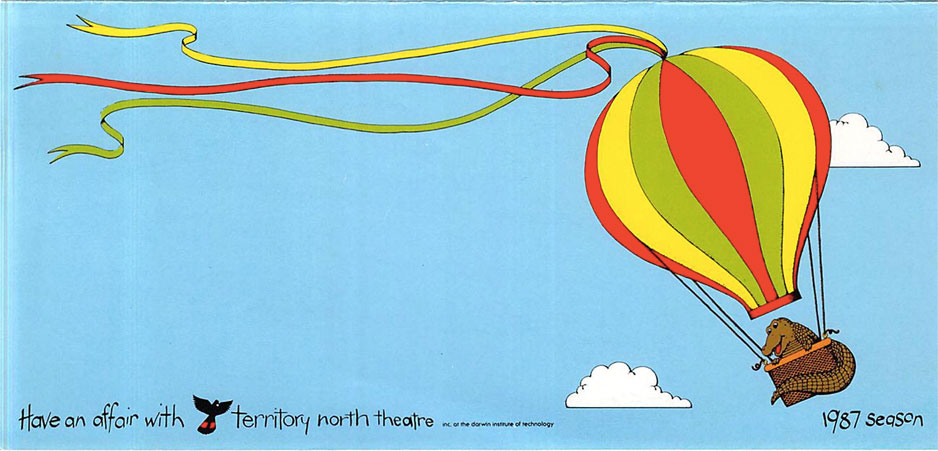 Have an affair with territory north theatre inc. at the darwin institute of technology
1987 season